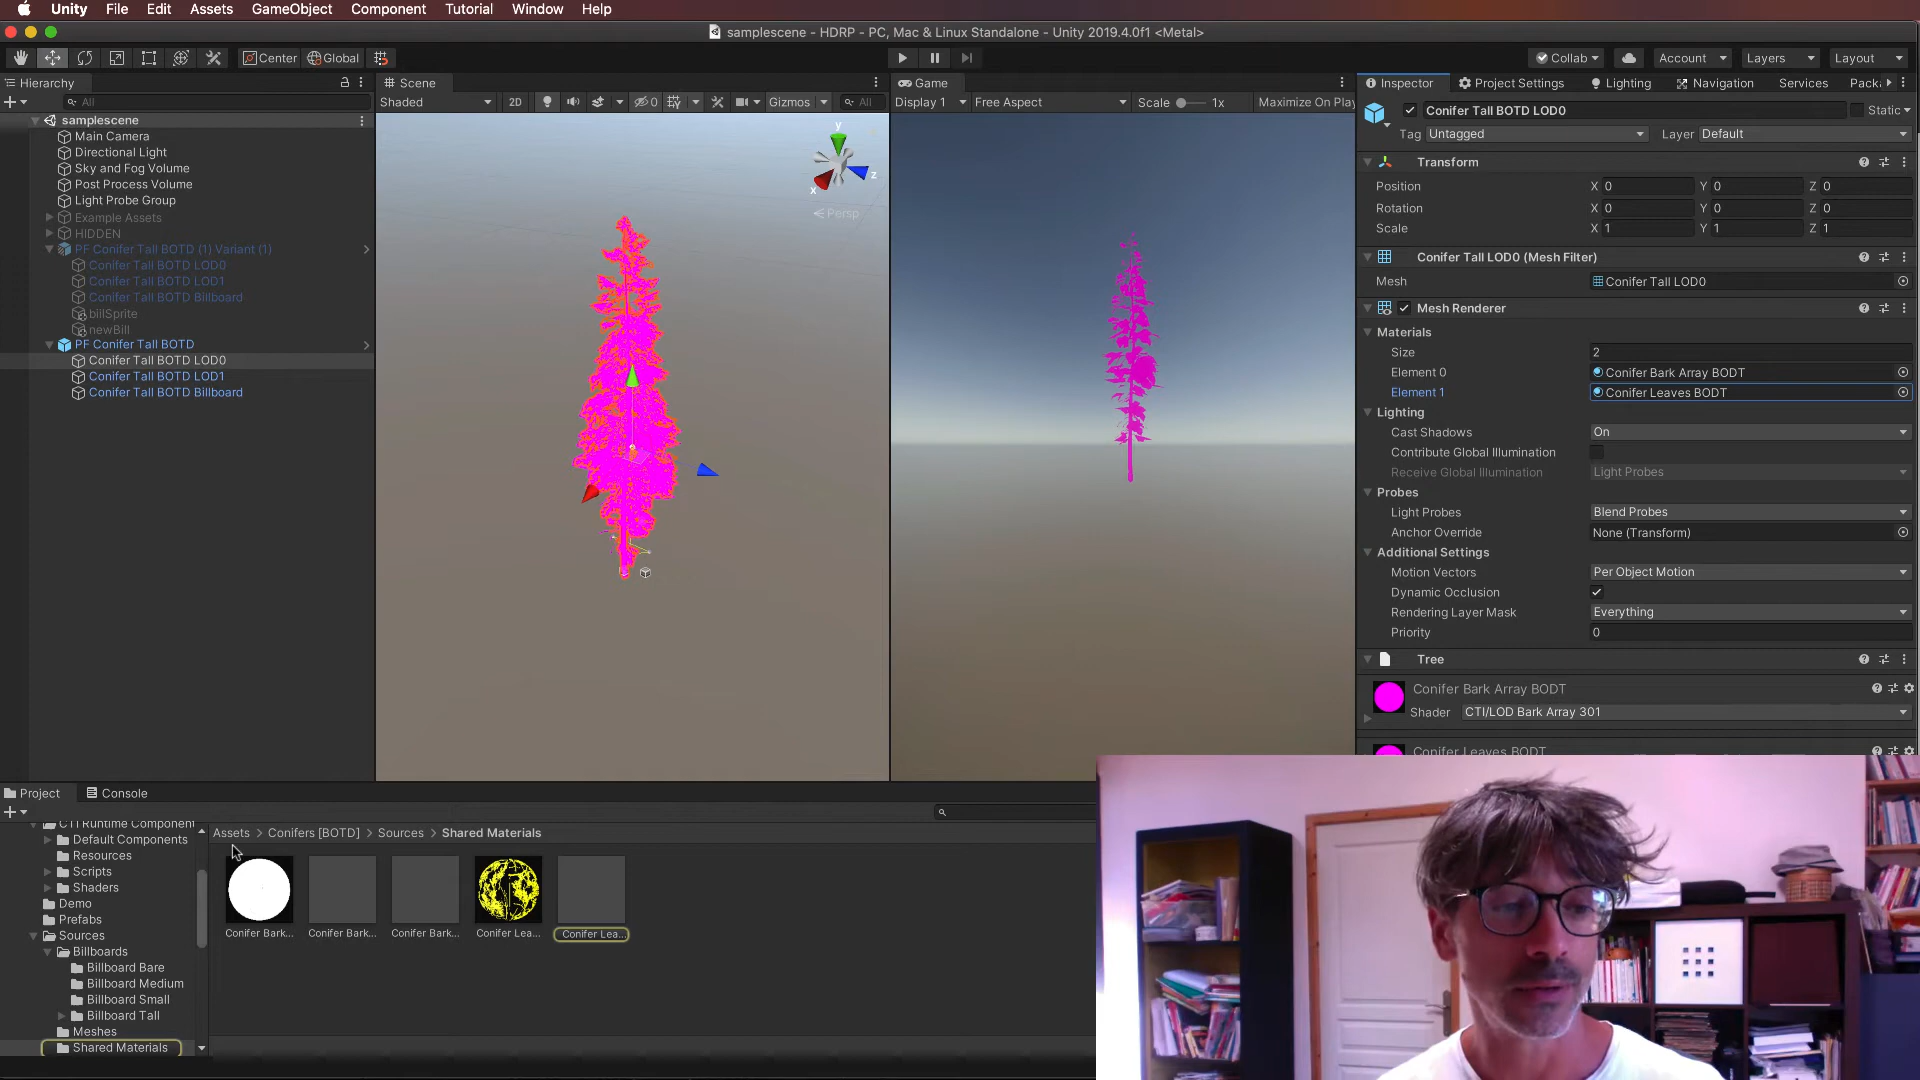 Unity File Edit Assets GameObject Component Tutorial Window Help
samplescene - HDRP - PC, Mac & Linux Standalone - Unity 2019.4.0f1 <Metal>
Center Global Collab Account Layers Layout
Hierarchy
All
samplescene
Main Camera
Directional Light
Sky and Fog Volume
Post Process Volume
Light Probe Group
Example Assets
HIDDEN
PF Conifer Tall BOTD (1) Variant (1)
Conifer Tall BOTD LOD0
Conifer Tall BOTD LOD1
Conifer Tall BOTD Billboard
biilSprite
newBill
PF Conifer Tall BOTD
Conifer Tall BOTD LOD0
Conifer Tall BOTD LOD1
Conifer Tall BOTD Billboard
Scene
Shaded 2D 0 Gizmos All
y
z
x
Persp
Game
Display 1 Free Aspect Scale 1x Maximize On Play
Inspector Project Settings Lighting Navigation Services Pack
Conifer Tall BOTD LOD0 Static
Tag Untagged Layer Default
Transform
Position X 0 Y 0 Z 0
Rotation X 0 Y 0 Z 0
Scale X 1 Y 1 Z 1
Conifer Tall LOD0 (Mesh Filter)
Mesh Conifer Tall LOD0
Mesh Renderer
Materials
Size 2
Element 0 Conifer Bark Array BODT
Element 1 Conifer Leaves BODT
Lighting
Cast Shadows On
Contribute Global Illumination
Receive Global Illumination Light Probes
Probes
Light Probes Blend Probes
Anchor Override None (Transform)
Additional Settings
Motion Vectors Per Object Motion
Dynamic Occlusion
Rendering Layer Mask Everything
Priority 0
Tree
Conifer Bark Array BODT
Shader CTI/LOD Bark Array 301
Conifer Leaves BODT
Project Console
CTI Runtime Component
Default Components
Resources
Scripts
Shaders
Demo
Prefabs
Sources
Billboards
Billboard Bare
Billboard Medium
Billboard Small
Billboard Tall
Meshes
Shared Materials
Assets > Conifers [BOTD] > Sources > Shared Materials
Conifer Bark... Conifer Bark... Conifer Bark... Conifer Lea... Conifer Lea...